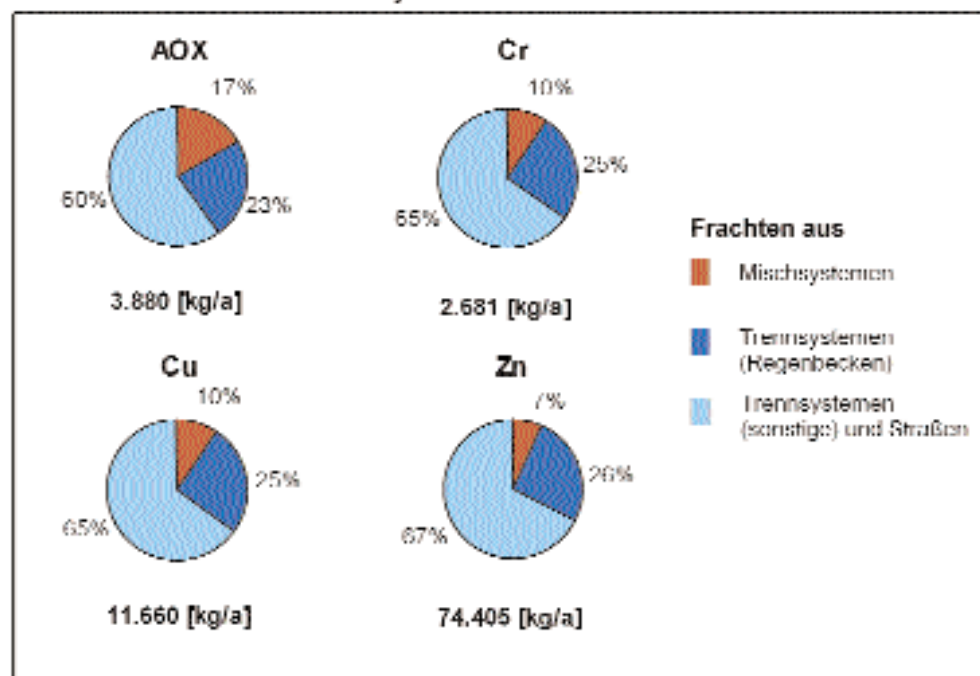 AOX
17%
60%
23%
3.880 [kg/a]
Cr
10%
25%
65%
2.681 [kg/a]
Cu
10%
25%
65%
11.660 [kg/a]
Zn
7%
26%
67%
74.405 [kg/a]
Frachten aus
Mischsystemen
Trennsystemen
(Regenbecken)
Trennsystemen
(sonstige) und Straßen